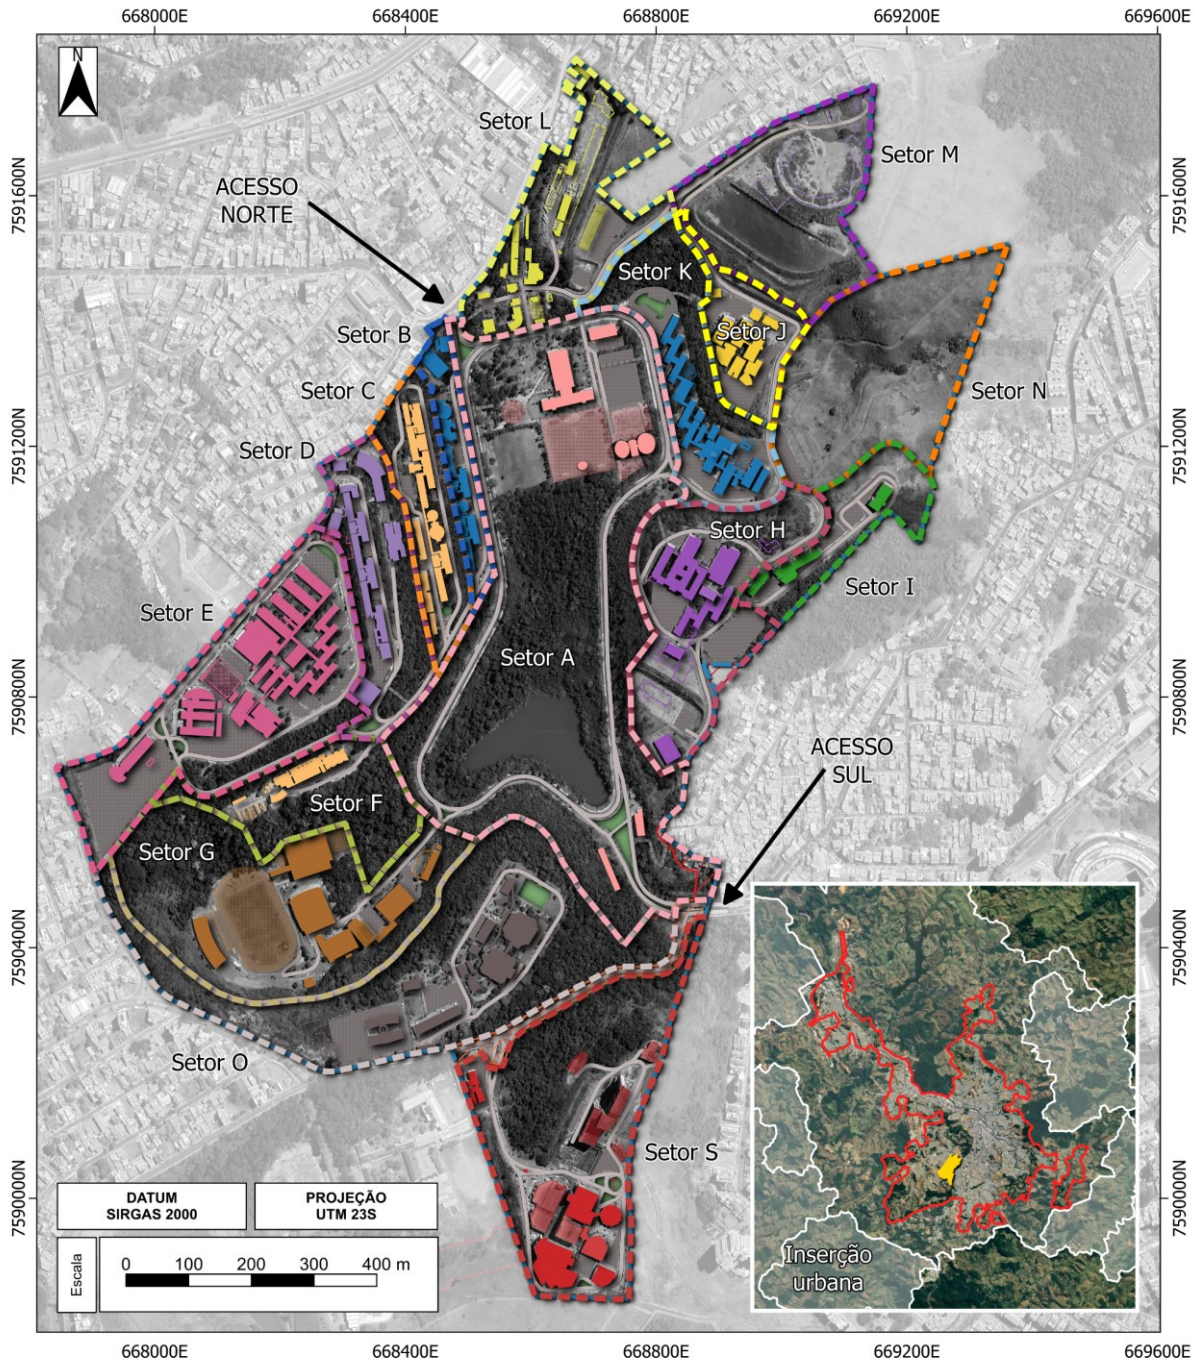 668000E
668400E
668800E
669200E
669600E
N
Setor L
Setor M
7591600N
ACESSO
NORTE
7591600N
Setor K
Setor B
Setor J
Setor C
Setor N
Setor D
7591200N
7591200N
Setor H
Setor I
Setor E
Setor A
7590800N
7590800N
ACESSO
SUL
Setor F
Setor G
7590400N
7590400N
Setor O
Setor S
DATUM
SIRGAS 2000
PROJEÇÃO
UTM 23S
7590000N
7590000N
Escala
0
100
200
300
400 m
Inserção
urbana
668000E
668400E
668800E
669200E
669600E